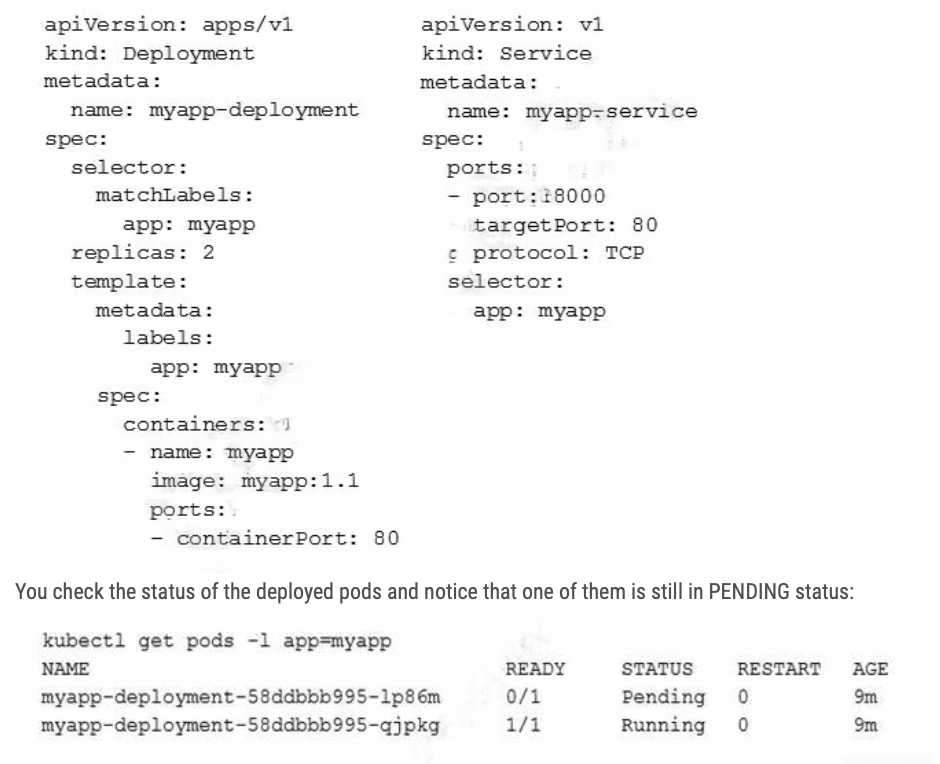 apiVersion: apps/v1
kind: Deployment
metadata:
  name: myapp-deployment
spec:
  selector:
    matchLabels:
      app: myapp
  replicas: 2
  template:
    metadata:
      labels:
        app: myapp
    spec:
      containers:
      - name: myapp
        image: myapp:1.1
        ports:
        - containerPort: 80
apiVersion: v1
kind: Service
metadata:
  name: myapp-service
spec:
  ports:
  - port: 8000
    targetPort: 80
    protocol: TCP
  selector:
    app: myapp
You check the status of the deployed pods and notice that one of them is still in PENDING status:
kubectl get pods -l app=myapp
NAME READY STATUS RESTART AGE
myapp-deployment-58ddbbb995-lp86m 0/1 Pending 0 9m
myapp-deployment-58ddbbb995-qjpkg 1/1 Running 0 9m